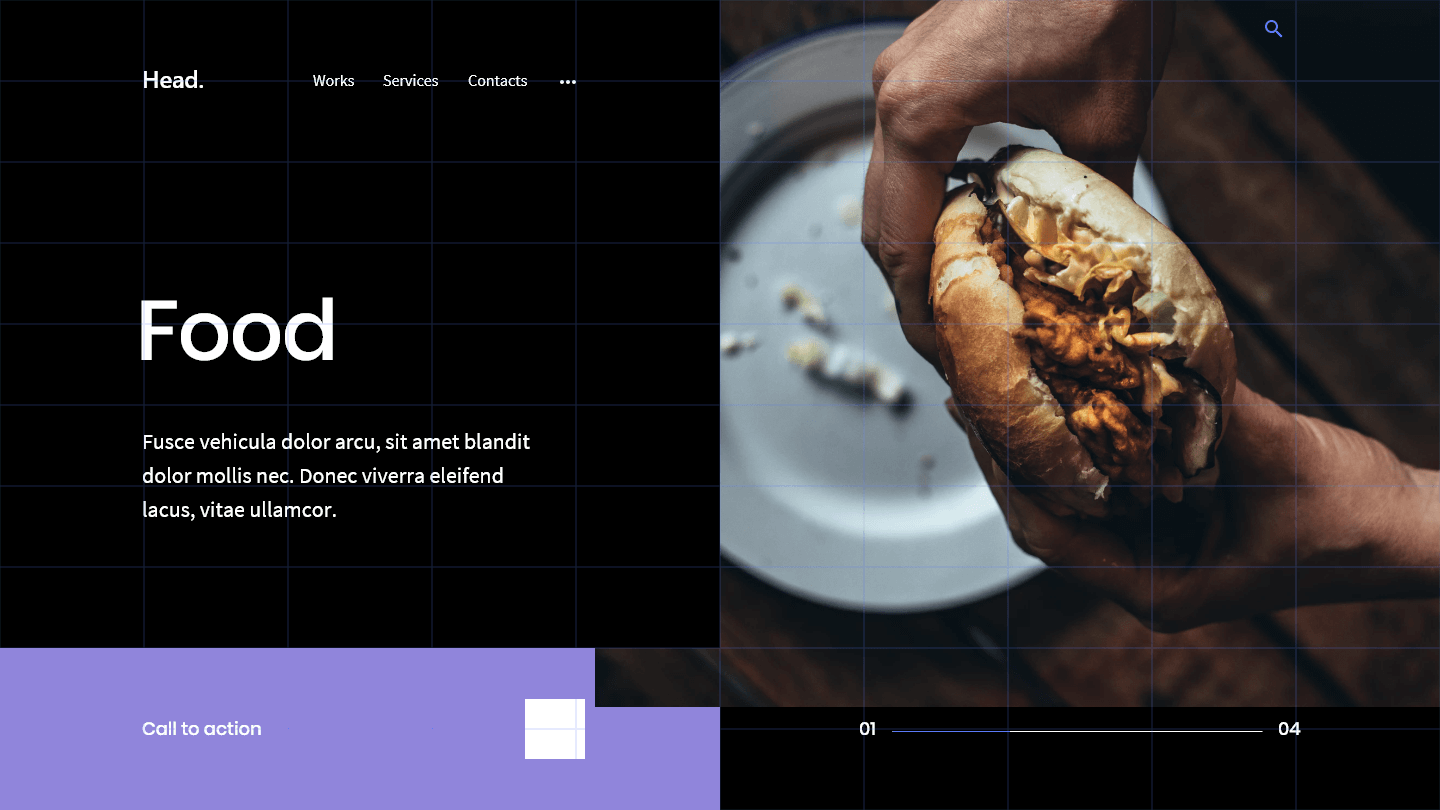 Head.
Works Services Contacts
Food
Fusce vehicula dolor arcu, sit amet blandit
dolor mollis nec. Donec viverra eleifend
lacus, vitae ullamcor.
Call to action
01 04